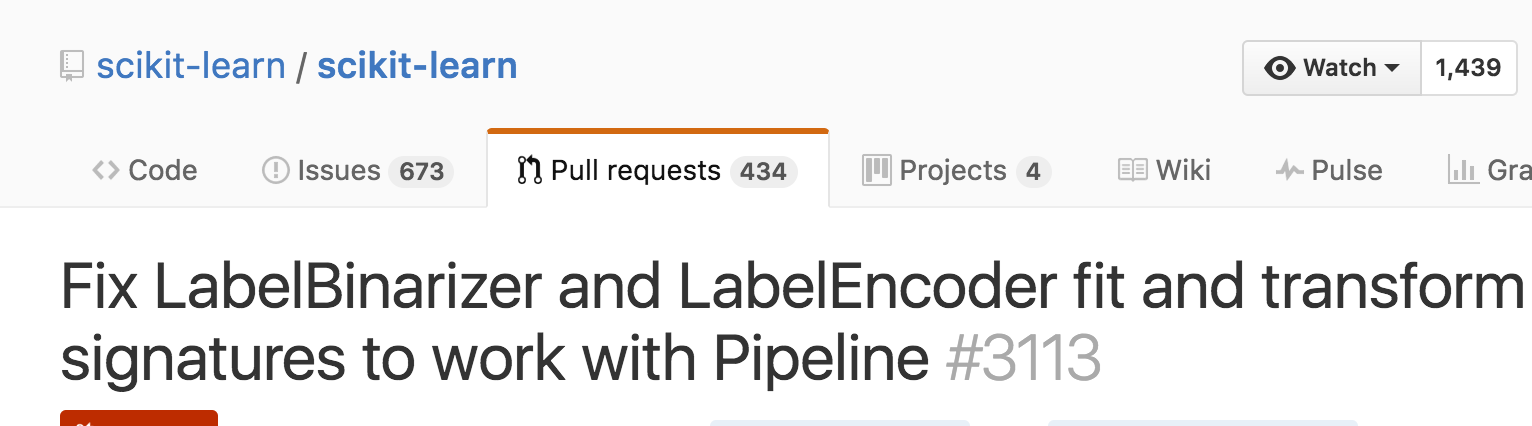 scikit-learn / scikit-learn
Watch 1,439
Code Issues 673 Pull requests 434 Projects 4 Wiki Pulse Gra
Fix LabelBinarizer and LabelEncoder fit and transform
signatures to work with Pipeline #3113